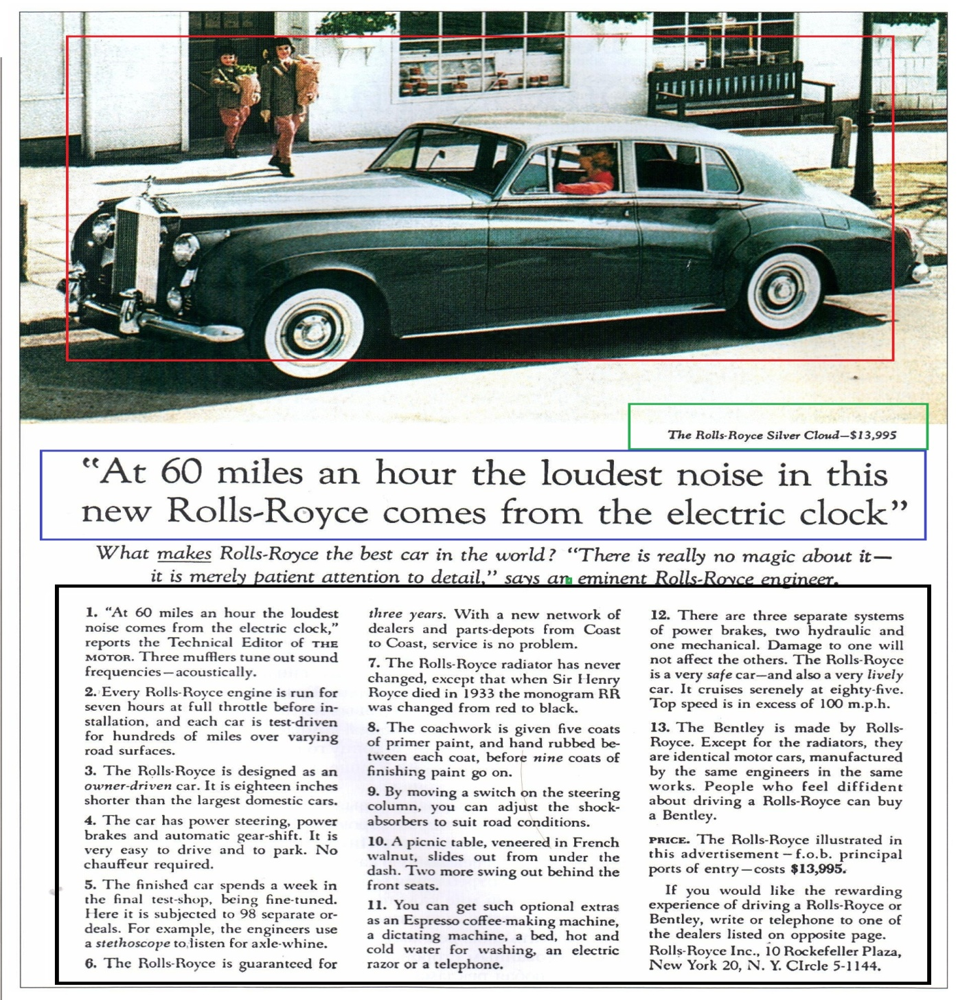 The Rolls-Royce Silver Cloud—$13,995
“At 60 miles an hour the loudest noise in this
new Rolls-Royce comes from the electric clock”
What makes Rolls-Royce the best car in the world? “There is really no magic about it—
it is merely patient attention to detail,” says an eminent Rolls-Royce engineer.
1. “At 60 miles an hour the loudest
noise comes from the electric clock,”
reports the Technical Editor of THE
MOTOR. Three mufflers tune out sound
frequencies—acoustically.
2. Every Rolls-Royce engine is run for
seven hours at full throttle before in-
stallation, and each car is test-driven
for hundreds of miles over varying
road surfaces.
3. The Rolls-Royce is designed as an
owner-driven car. It is eighteen inches
shorter than the largest domestic cars.
4. The car has power steering, power
brakes and automatic gear-shift. It is
very easy to drive and to park. No
chauffeur required.
5. The finished car spends a week in
the final test-shop, being fine-tuned.
Here it is subjected to 98 separate or-
deals. For example, the engineers use
a stethoscope to listen for axle-whine.
6. The Rolls-Royce is guaranteed for
three years. With a new network of
dealers and parts-depots from Coast
to Coast, service is no problem.
7. The Rolls-Royce radiator has never
changed, except that when Sir Henry
Royce died in 1933 the monogram RR
was changed from red to black.
8. The coachwork is given five coats
of primer paint, and hand rubbed be-
tween each coat, before nine coats of
finishing paint go on.
9. By moving a switch on the steering
column, you can adjust the shock-
absorbers to suit road conditions.
10. A picnic table, veneered in French
walnut, slides out from under the
dash. Two more swing out behind the
front seats.
11. You can get such optional extras
as an Espresso coffee-making machine,
a dictating machine, a bed, hot and
cold water for washing, an electric
razor or a telephone.
12. There are three separate systems
of power brakes, two hydraulic and
one mechanical. Damage to one will
not affect the others. The Rolls-Royce
is a very safe car—and also a very lively
car. It cruises serenely at eighty-five.
Top speed is in excess of 100 m.p.h.
13. The Bentley is made by Rolls-
Royce. Except for the radiators, they
are identical motor cars, manufactured
by the same engineers in the same
works. People who feel diffident
about driving a Rolls-Royce can buy
a Bentley.
PRICE. The Rolls-Royce illustrated in
this advertisement—f.o.b. principal
ports of entry—costs $13,995.
If you would like the rewarding
experience of driving a Rolls-Royce or
Bentley, write or telephone to one of
the dealers listed on opposite page.
Rolls-Royce Inc., 10 Rockefeller Plaza,
New York 20, N. Y. CIrcle 5-1144.